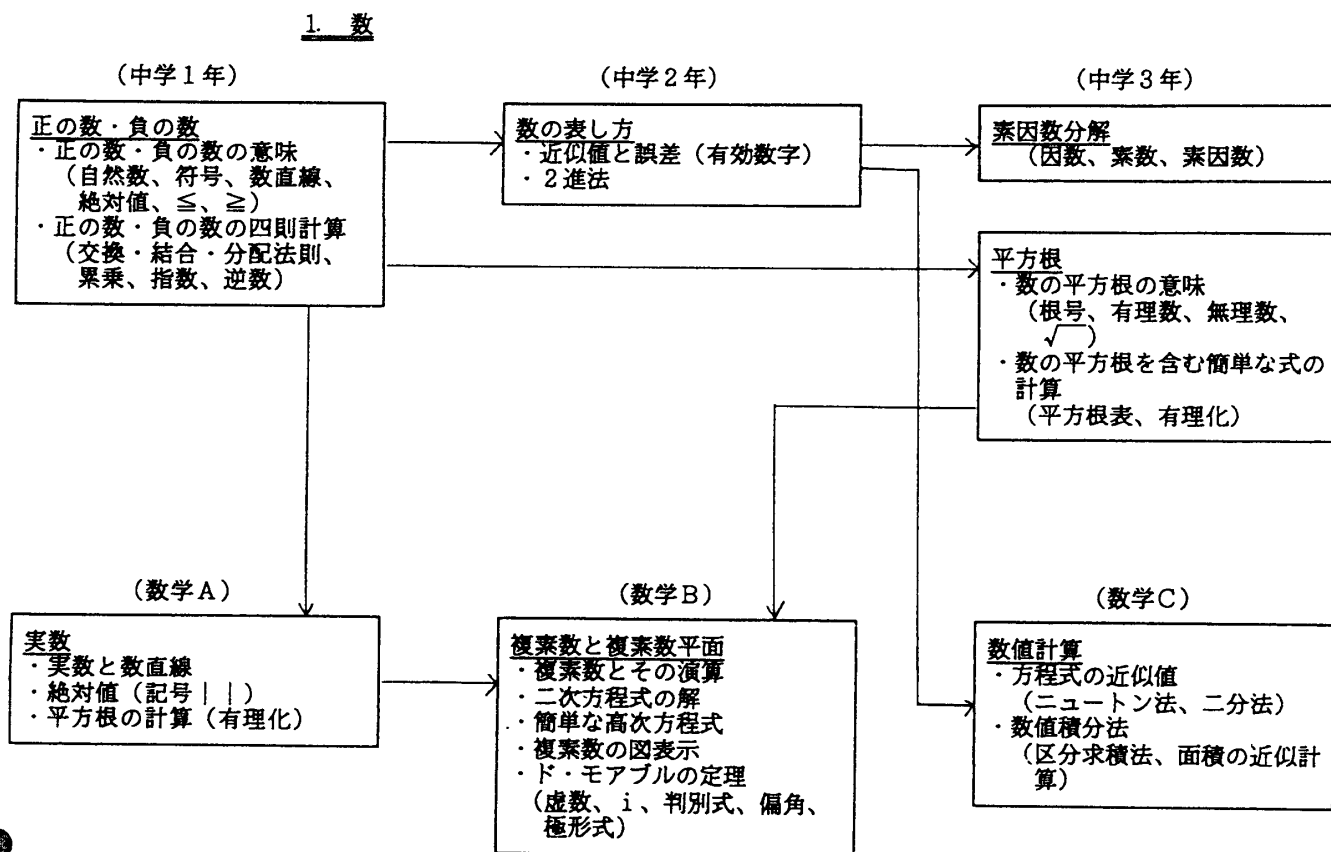 1. 数
(中学1年)
正の数・負の数
・正の数・負の数の意味
(自然数、符号、数直線、
絶対値、≦、≧)
・正の数・負の数の四則計算
(交換・結合・分配法則、
累乗、指数、逆数)
(中学2年)
数の表し方
・近似値と誤差(有効数字)
・2進法
(中学3年)
素因数分解
(因数、素数、素因数)
平方根
・数の平方根の意味
(根号、有理数、無理数、
√ )
・数の平方根を含む簡単な式の
計算
(平方根表、有理化)
(数学A)
実数
・実数と数直線
・絶対値(記号| |)
・平方根の計算(有理化)
(数学B)
複素数と複素数平面
・複素数とその演算
・二次方程式の解
・簡単な高次方程式
・複素数の図表示
・ド・モアブルの定理
(虚数、i、判別式、偏角、
極形式)
(数学C)
数値計算
・方程式の近似値
(ニュートン法、二分法)
・数値積分法
(区分求積法、面積の近似計
算)